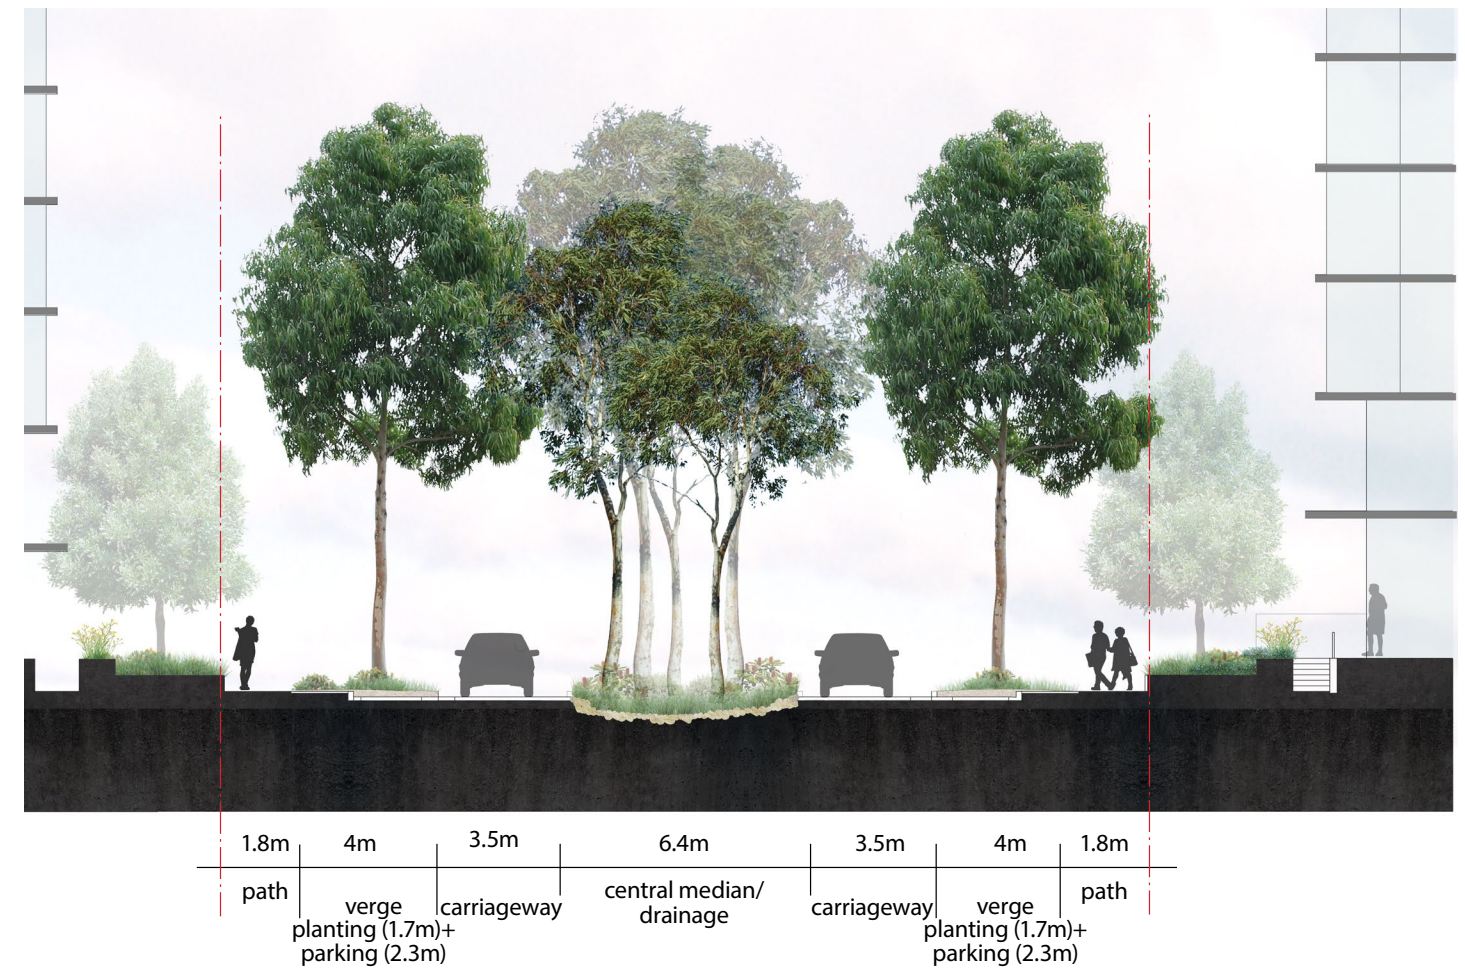 1.8m 4m 3.5m 6.4m 3.5m 4m 1.8m
path
verge
planting (1.7m)+
parking (2.3m)
carriageway
central median/
drainage
carriageway
verge
planting (1.7m)+
parking (2.3m)
path